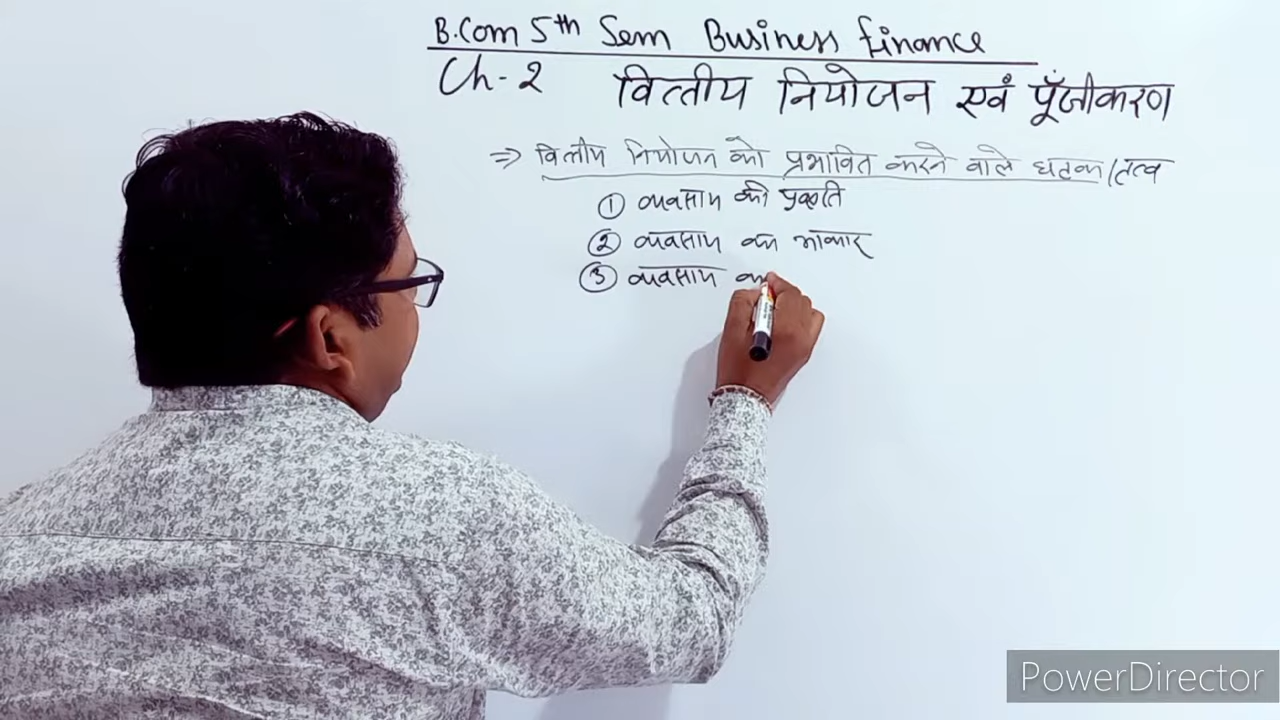 B.Com 5th Sem Business finance
Ch-2 वित्तीय नियोजन एवं पूँजीकरण
⇒ वित्तीय नियोजन को प्रभावित करने वाले घटक/तत्व
① व्यवसाय की प्रकृति
② व्यवसाय का आकार
③ व्यवसाय
PowerDirector